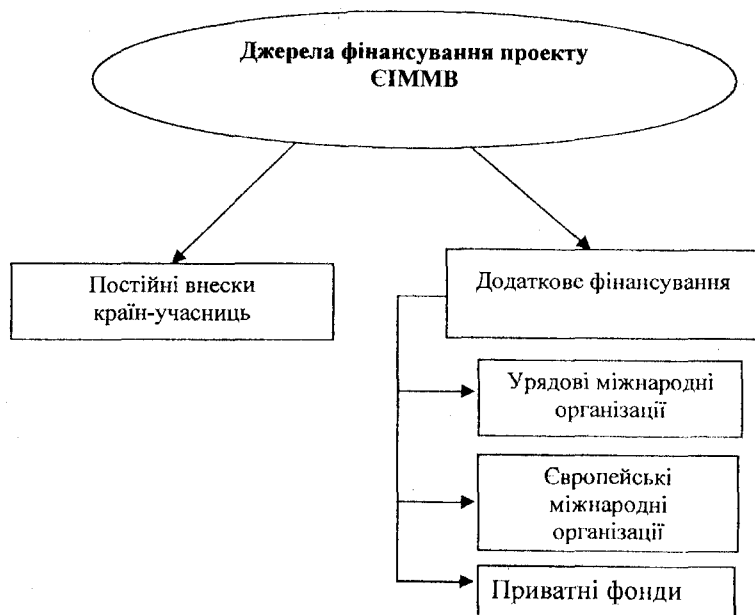 Джерела фінансування проекту
ЄІММВ
Постійні внески
країн-учасниць
Додаткове фінансування
Урядові міжнародні
організації
Європейські
міжнародні
організації
Приватні фонди